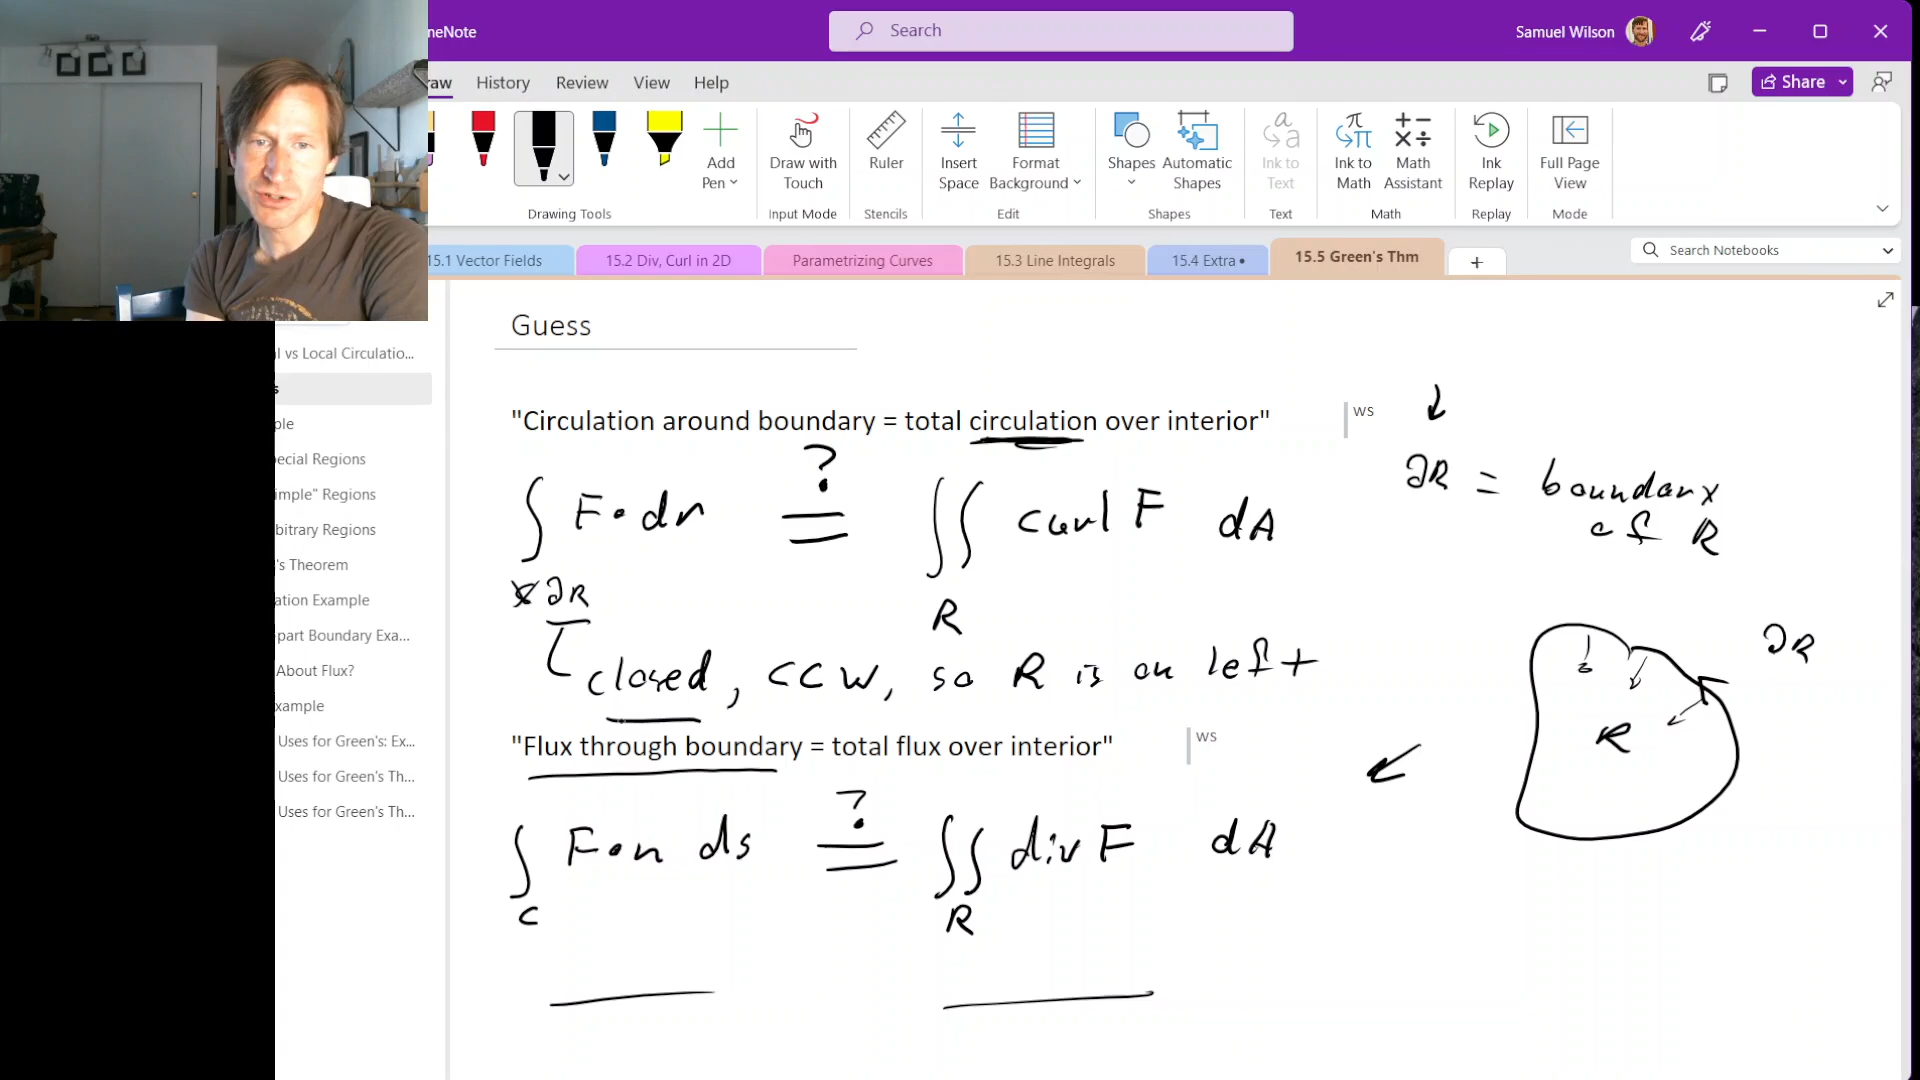 neNote
Search
Samuel Wilson
raw History Review View Help
Share
Add Pen
Draw with Touch
Ruler
Insert Space
Format Background
Shapes
Automatic Shapes
Ink to Text
Ink to Math
Math Assistant
Ink Replay
Full Page View
Drawing Tools Input Mode Stencils Edit Shapes Text Math Replay Mode
15.1 Vector Fields 15.2 Div, Curl in 2D Parametrizing Curves 15.3 Line Integrals 15.4 Extra • 15.5 Green's Thm +
Search Notebooks
l vs Local Circulatio...
s
ple
pecial Regions
imple" Regions
bitrary Regions
's Theorem
ation Example
-part Boundary Exa...
About Flux?
xample
Uses for Green's: Ex...
Uses for Green's Th...
Uses for Green's Th...
Guess
"Circulation around boundary = total circulation over interior"
ws
∫ F • dr ?= ∬ curl F dA
∂R
R
closed, CCW, so R is on left
∂R = boundary
of R
∂R
R
"Flux through boundary = total flux over interior"
ws
∫ F • n ds ?= ∬ div F dA
C
R